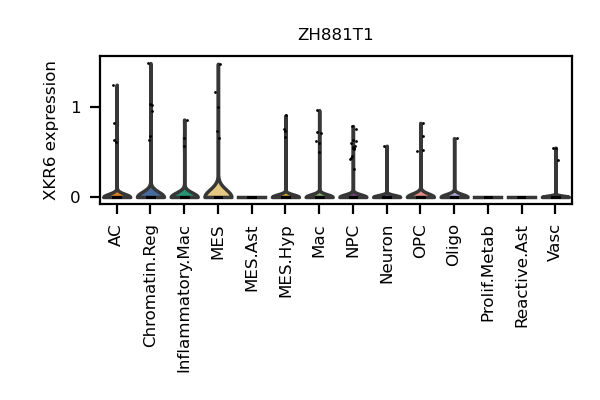 ZH881T1
XKR6 expression
1
0
AC
Chromatin.Reg
Inflammatory.Mac
MES
MES.Ast
MES.Hyp
Mac
NPC
Neuron
OPC
Oligo
Prolif.Metab
Reactive.Ast
Vasc